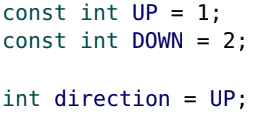 const int UP = 1;
const int DOWN = 2;
int direction = UP;